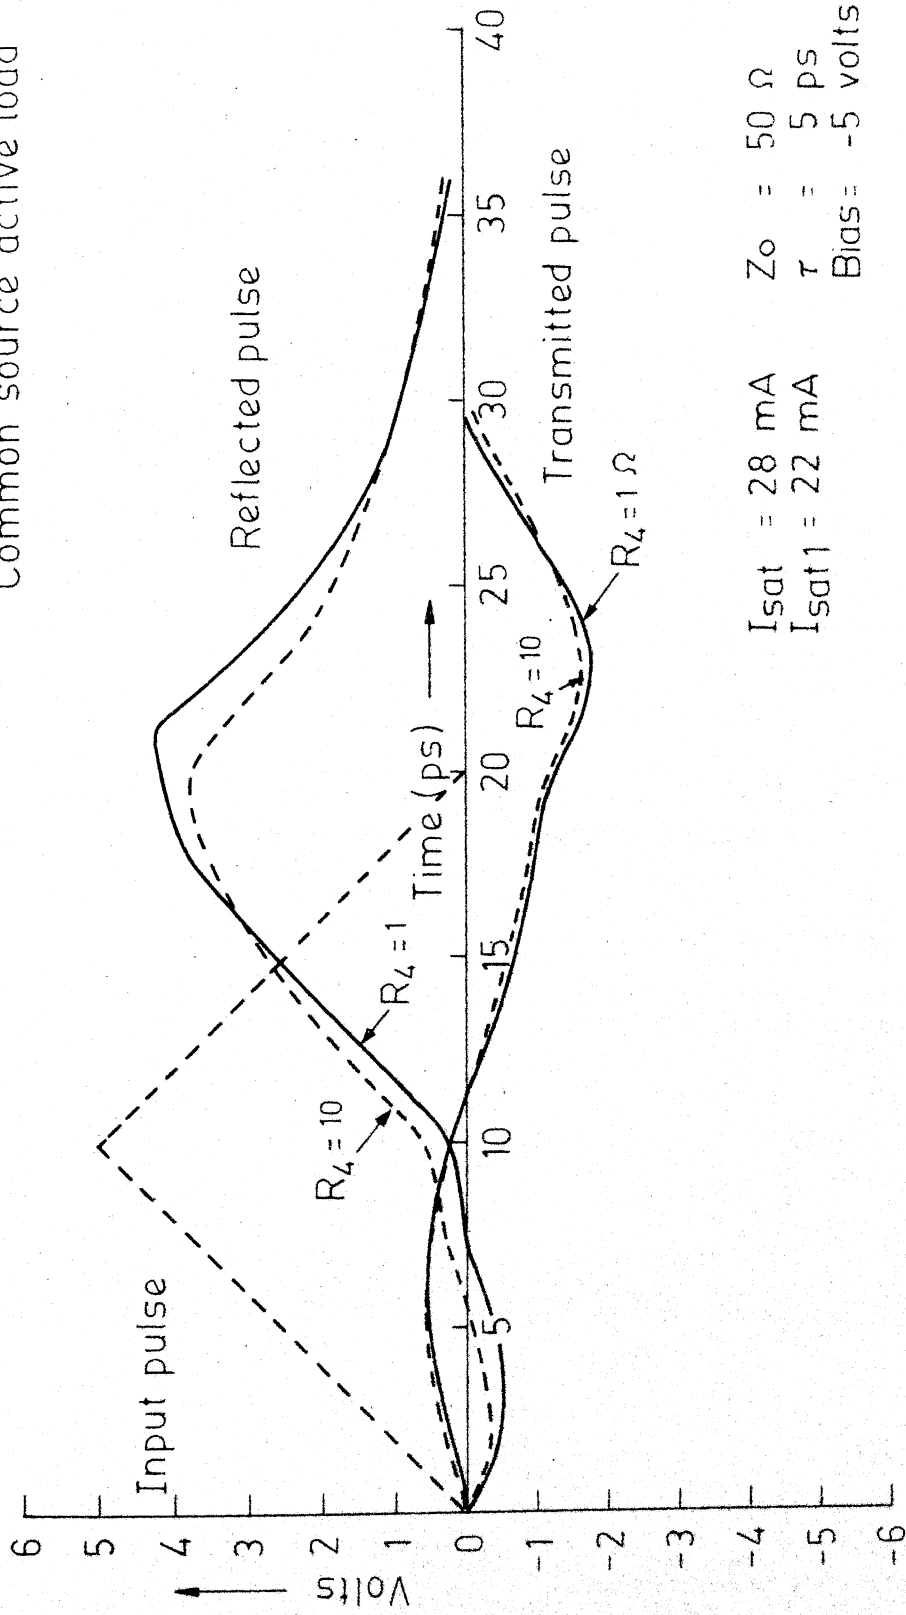 Common source active load
Input pulse
Reflected pulse
Transmitted pulse
R4 = 10
R4 = 1
R4 = 10
R4 = 1 Ω
Time (ps)
Volts
6
5
4
3
2
1
0
-1
-2
-3
-4
-5
-6
5
10
15
20
25
30
35
40
Isat = 28 mA Zo = 50 Ω
Isat1 = 22 mA τ = 5 ps
Bias = -5 volts